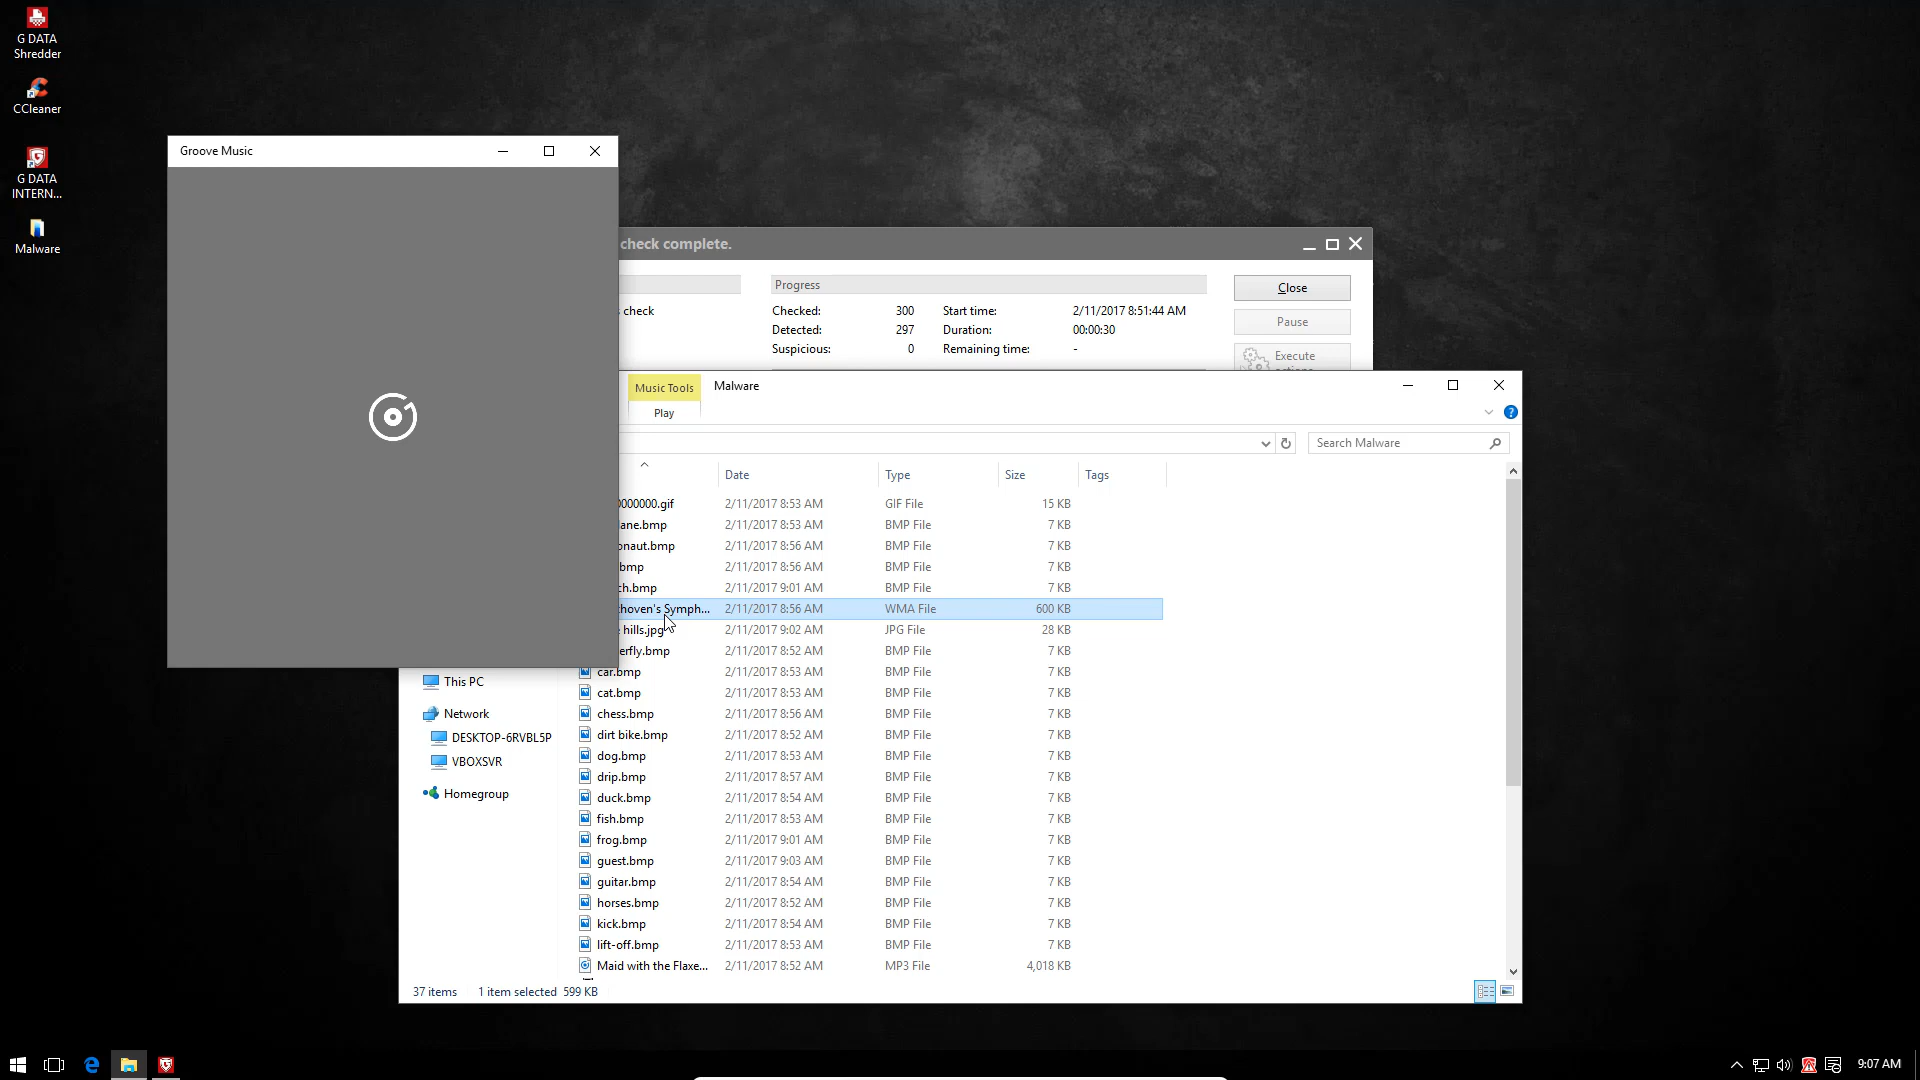 G DATA
Shredder
CCleaner
G DATA
INTERN...
Malware
Groove Music
check complete.
Progress
check
Checked: 300 Start time: 2/11/2017 8:51:44 AM
Detected: 297 Duration: 00:00:30
Suspicious: 0 Remaining time: -
Close
Pause
Execute
Music Tools Malware
Play
Search Malware
Date Type Size Tags
0000000.gif 2/11/2017 8:53 AM GIF File 15 KB
lane.bmp 2/11/2017 8:53 AM BMP File 7 KB
onaut.bmp 2/11/2017 8:56 AM BMP File 7 KB
.bmp 2/11/2017 8:56 AM BMP File 7 KB
ch.bmp 2/11/2017 9:01 AM BMP File 7 KB
thoven's Symph... 2/11/2017 8:56 AM WMA File 600 KB
hills.jpg 2/11/2017 9:02 AM JPG File 28 KB
erfly.bmp 2/11/2017 8:52 AM BMP File 7 KB
car.bmp 2/11/2017 8:53 AM BMP File 7 KB
cat.bmp 2/11/2017 8:53 AM BMP File 7 KB
chess.bmp 2/11/2017 8:56 AM BMP File 7 KB
dirt bike.bmp 2/11/2017 8:52 AM BMP File 7 KB
dog.bmp 2/11/2017 8:53 AM BMP File 7 KB
drip.bmp 2/11/2017 8:57 AM BMP File 7 KB
duck.bmp 2/11/2017 8:54 AM BMP File 7 KB
fish.bmp 2/11/2017 8:53 AM BMP File 7 KB
frog.bmp 2/11/2017 9:01 AM BMP File 7 KB
guest.bmp 2/11/2017 9:03 AM BMP File 7 KB
guitar.bmp 2/11/2017 8:54 AM BMP File 7 KB
horses.bmp 2/11/2017 8:52 AM BMP File 7 KB
kick.bmp 2/11/2017 8:54 AM BMP File 7 KB
lift-off.bmp 2/11/2017 8:53 AM BMP File 7 KB
Maid with the Flaxe... 2/11/2017 8:52 AM MP3 File 4,018 KB
This PC
Network
DESKTOP-6RVBL5P
VBOXSVR
Homegroup
37 items 1 item selected 599 KB
9:07 AM